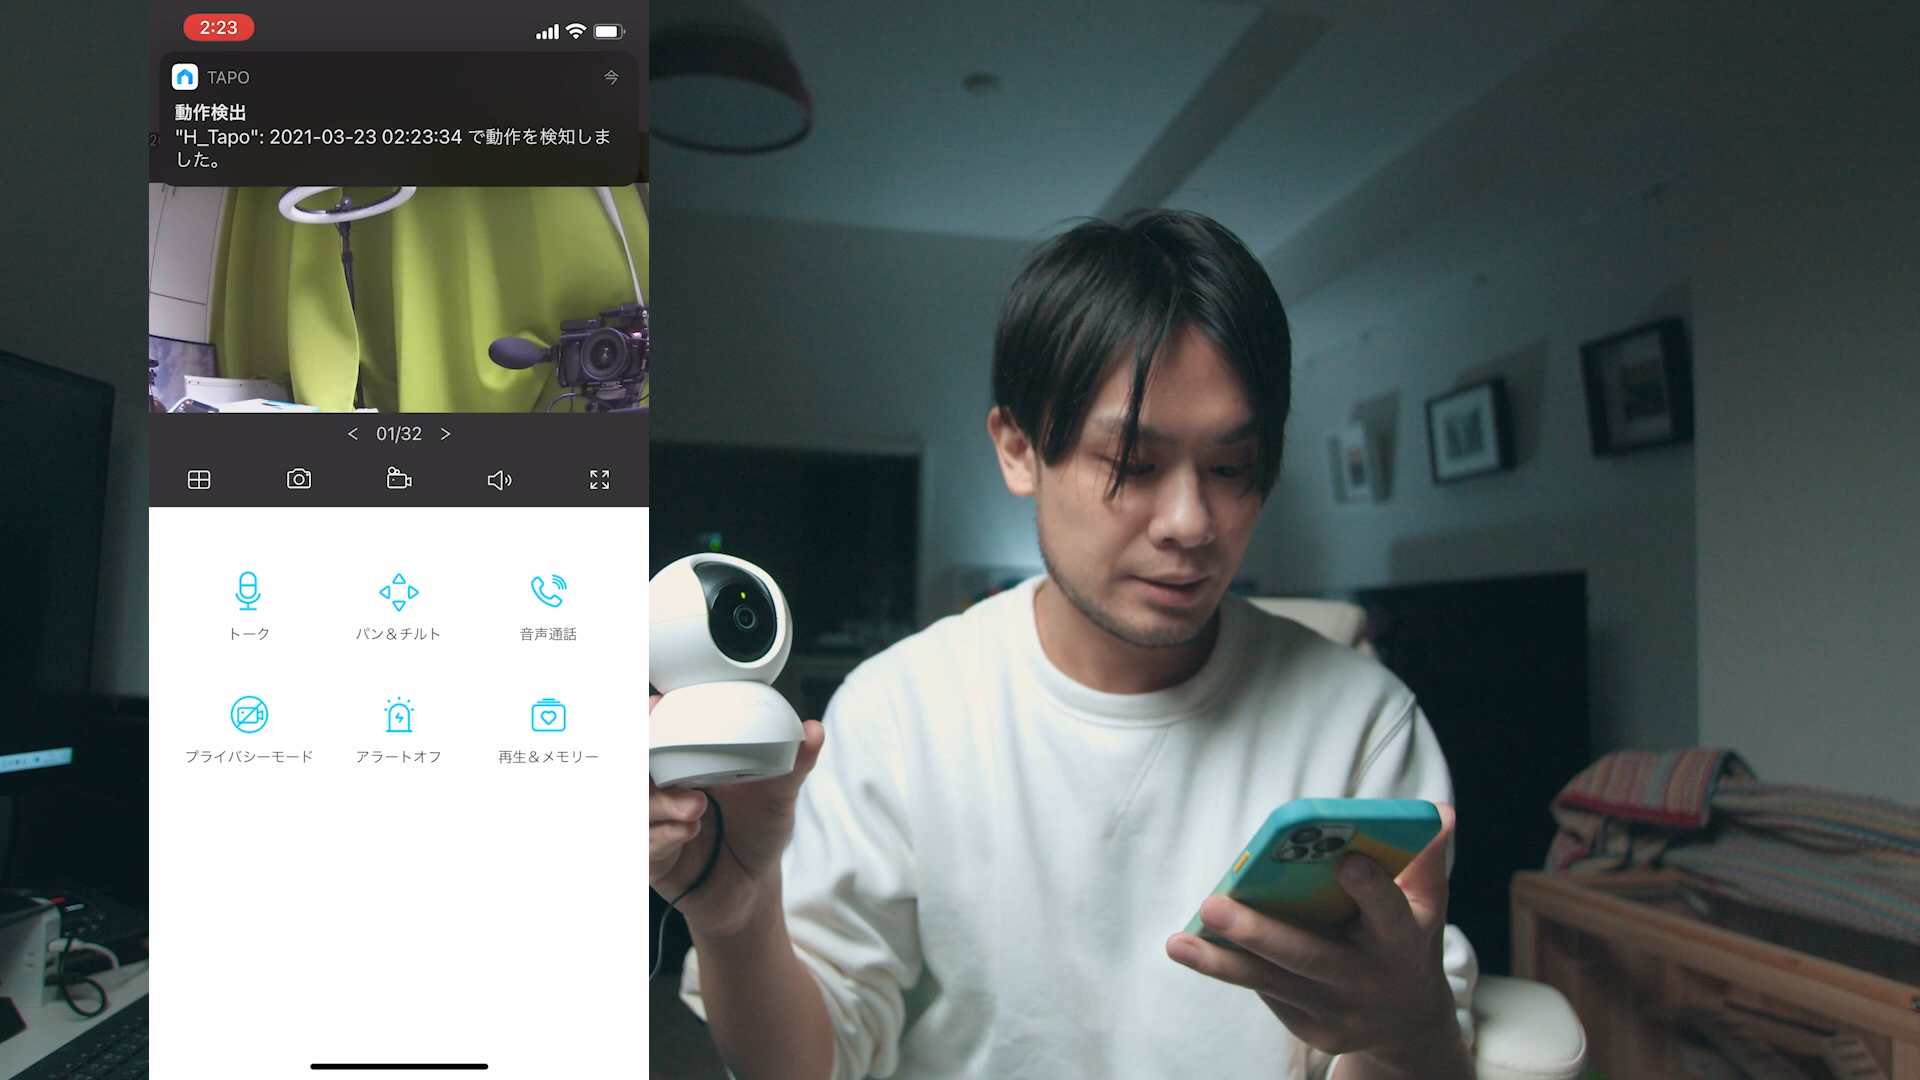 2:23
TAPO
今
動作検出
"H_Tapo": 2021-03-23 02:23:34 で動作を検知しま
した。
< 01/32 >
トーク
パン&チルト
音声通話
プライバシーモード
アラートオフ
再生&メモリー